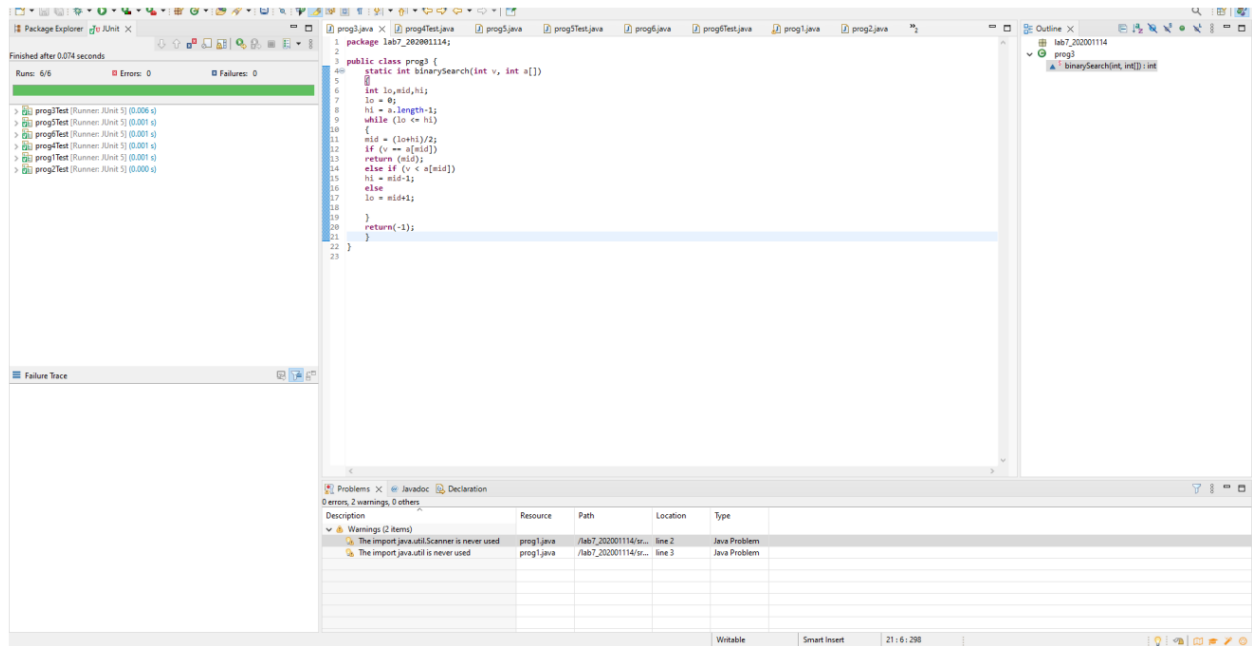 Package Explorer JUnit
Finished after 0.074 seconds
Runs: 6/6 Errors: 0 Failures: 0
prog3Test [Runner: JUnit 5] (0.006 s)
prog5Test [Runner: JUnit 5] (0.001 s)
prog6Test [Runner: JUnit 5] (0.001 s)
prog4Test [Runner: JUnit 5] (0.001 s)
prog1Test [Runner: JUnit 5] (0.001 s)
prog2Test [Runner: JUnit 5] (0.000 s)
Failure Trace
prog3.java prog4Test.java prog5.java prog5Test.java prog6.java prog6Test.java prog1.java prog2.java
1 package lab7_202001114;
2
3 public class prog3 {
4 static int binarySearch(int v, int a[])
5 {
6 int lo,mid,hi;
7 lo = 0;
8 hi = a.length-1;
9 while (lo <= hi)
10 {
11 mid = (lo+hi)/2;
12 if (v == a[mid])
13 return (mid);
14 else if (v < a[mid])
15 hi = mid-1;
16 else
17 lo = mid+1;
18
19 }
20 return(-1);
21 }
22 }
23
Outline
lab7_202001114
prog3
binarySearch(int, int[]) : int
Problems Javadoc Declaration
0 errors, 2 warnings, 0 others
Description Resource Path Location Type
Warnings (2 items)
The import java.util.Scanner is never used prog1.java /lab7_202001114/sr... line 2 Java Problem
The import java.util is never used prog1.java /lab7_202001114/sr... line 3 Java Problem
Writable Smart Insert 21 : 6 : 298